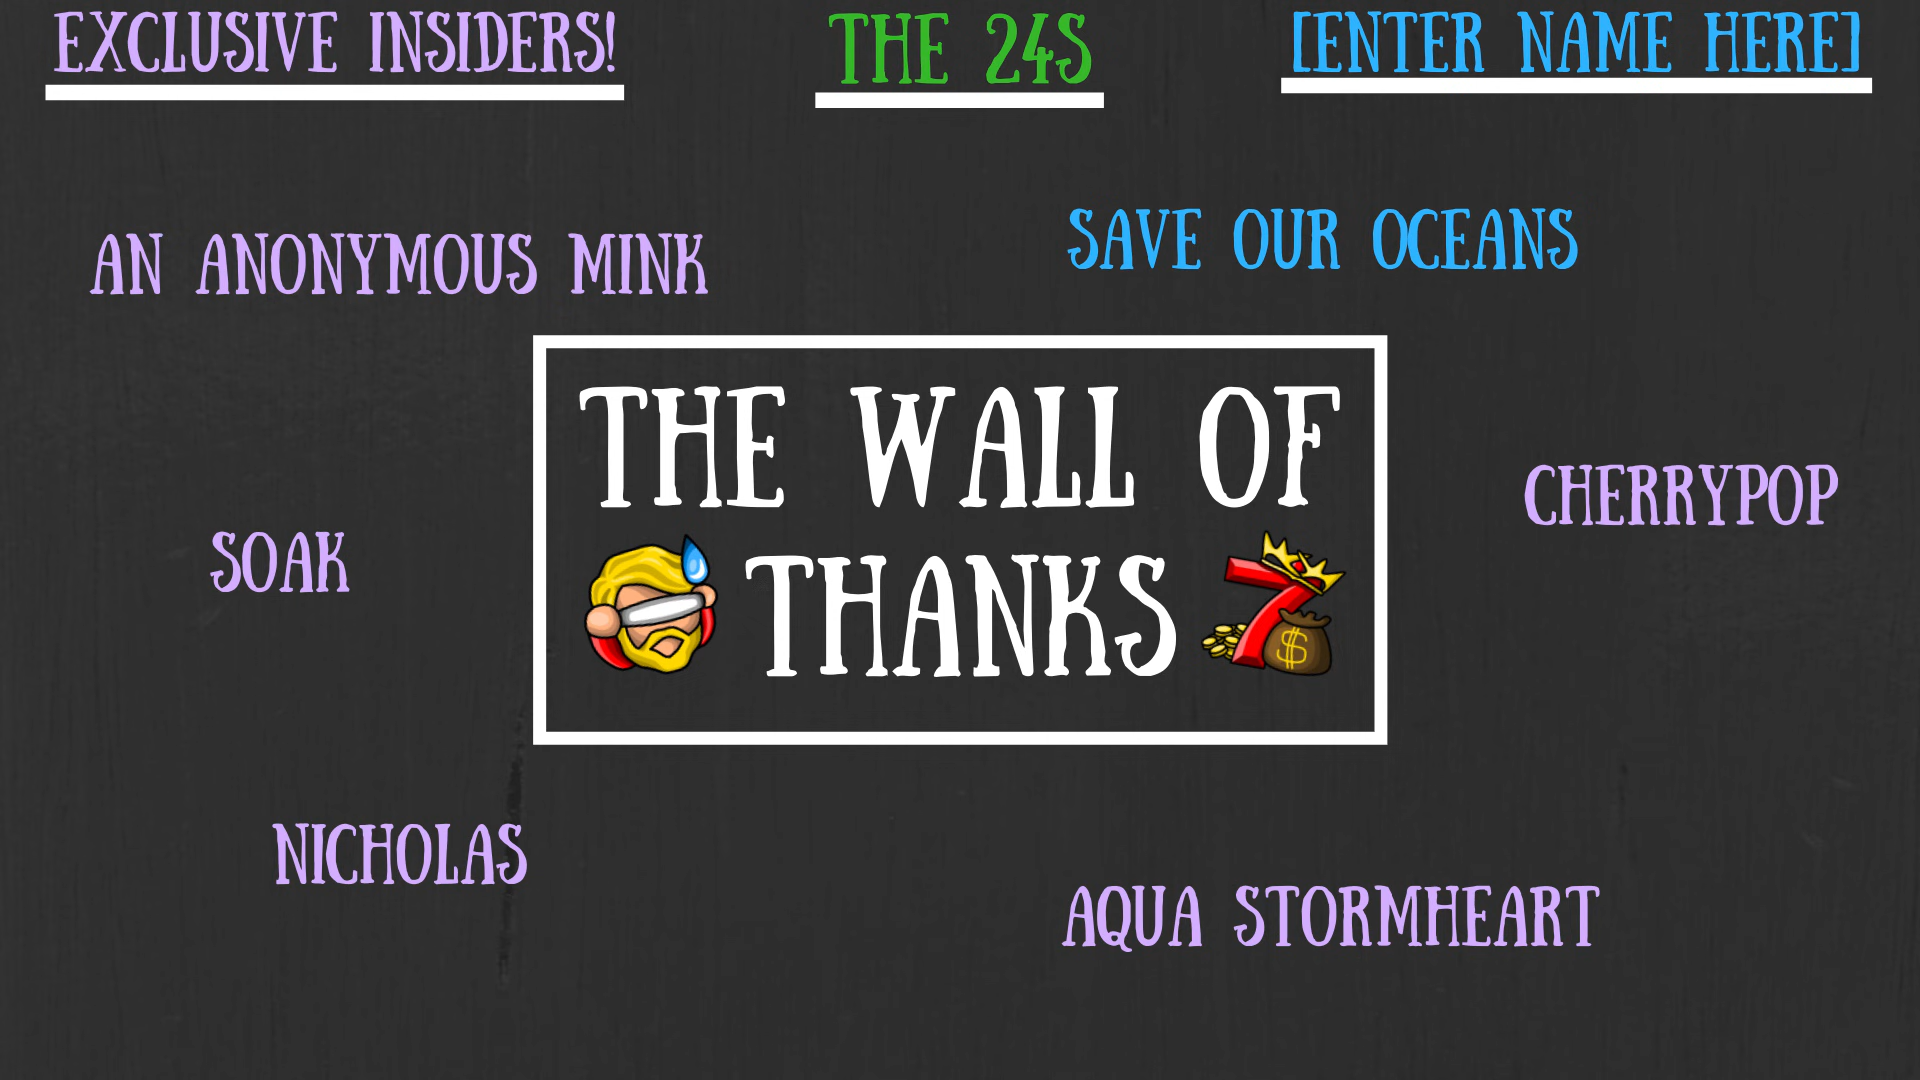 EXCLUSIVE INSIDERS!
THE 24S
[ENTER NAME HERE]
SAVE OUR OCEANS
AN ANONYMOUS MINK
THE WALL OF
THANKS
7
$
CHERRYPOP
SOAK
NICHOLAS
AQUA STORMHEART